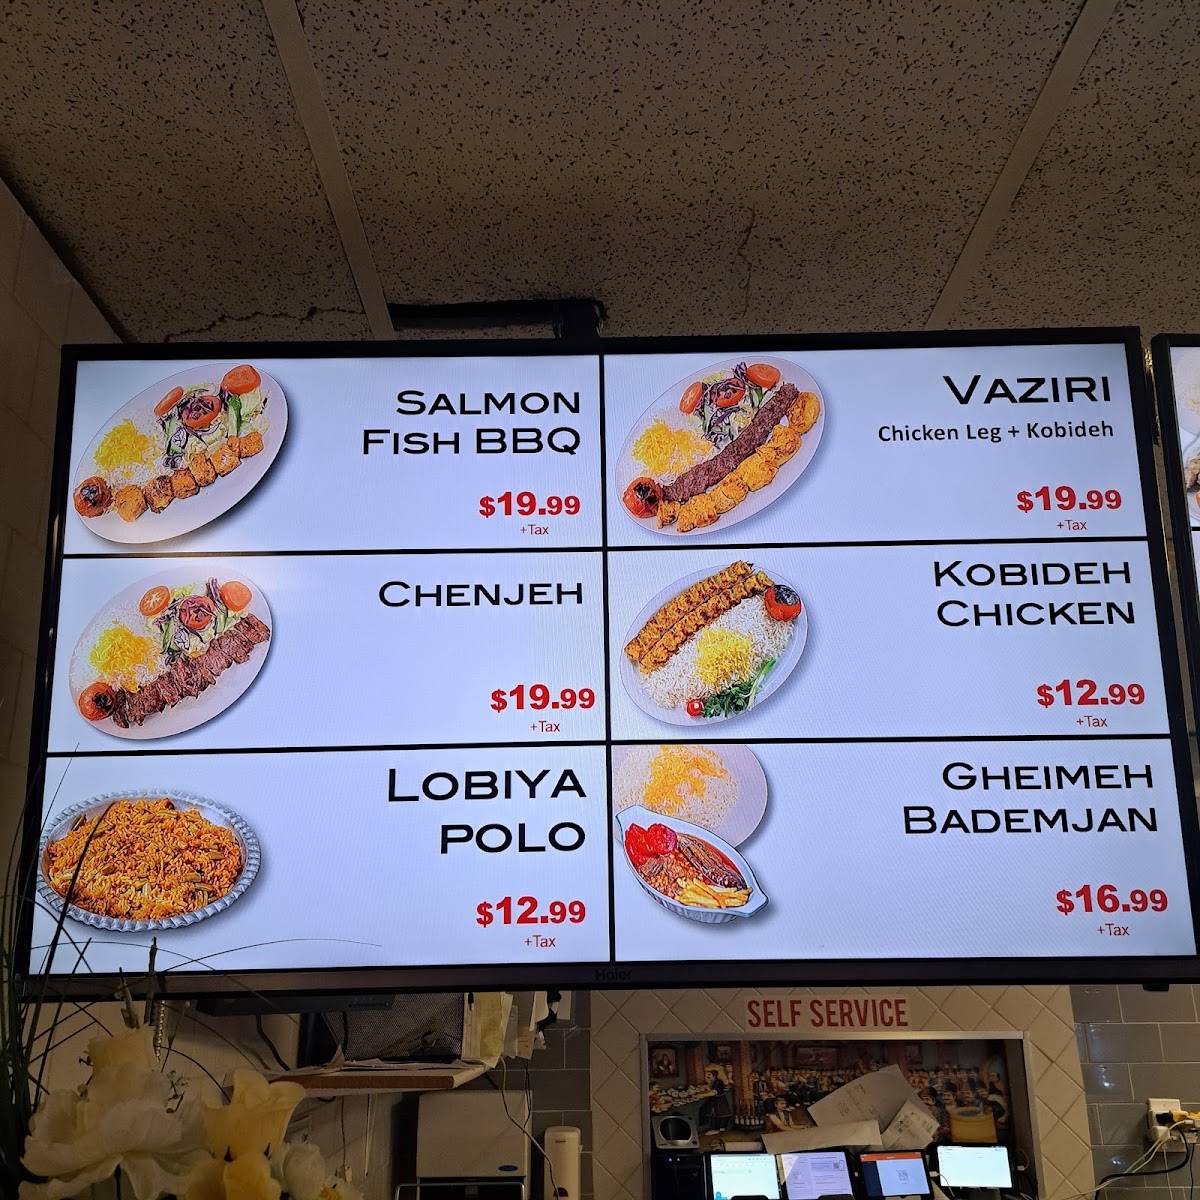 SALMON
FISH BBQ
$19.99
+Tax
VAZIRI
Chicken Leg + Kobideh
$19.99
+Tax
CHENJEH
$19.99
+Tax
KOBIDEH
CHICKEN
$12.99
+Tax
LOBIYA
POLO
$12.99
+Tax
GHEIMEH
BADEMJAN
$16.99
+Tax
Haier
SELF SERVICE